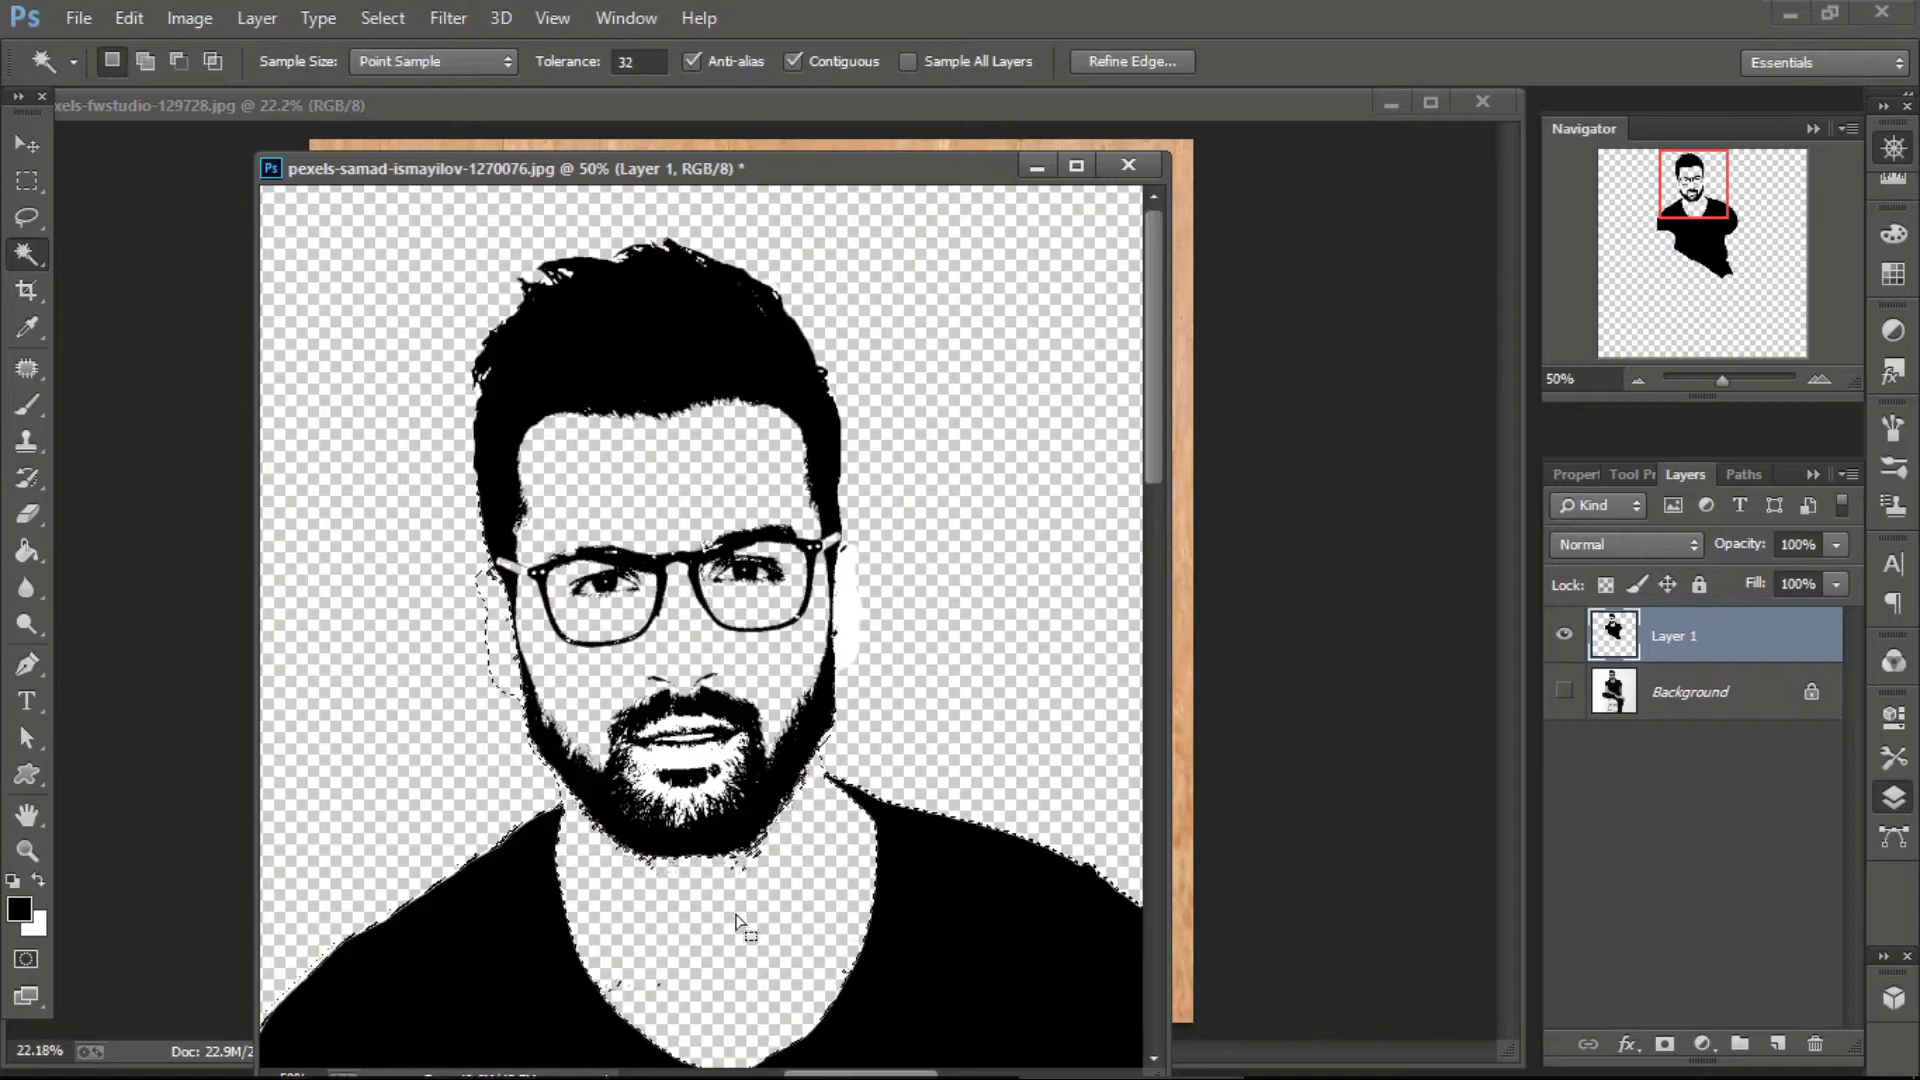 Ps File Edit Image Layer Type Select Filter 3D View Window Help
Sample Size: Point Sample Tolerance: 32 Anti-alias Contiguous Sample All Layers Refine Edge... Essentials
xels-fwstudio-129728.jpg @ 22.2% (RGB/8)
Navigator
Ps pexels-samad-ismayilov-1270076.jpg @ 50% (Layer 1, RGB/8) *
50%
Proper Tool Pr Layers Paths
Kind
Normal Opacity: 100%
Lock: Fill: 100%
Layer 1
Background
22.18% Doc: 22.9M/2